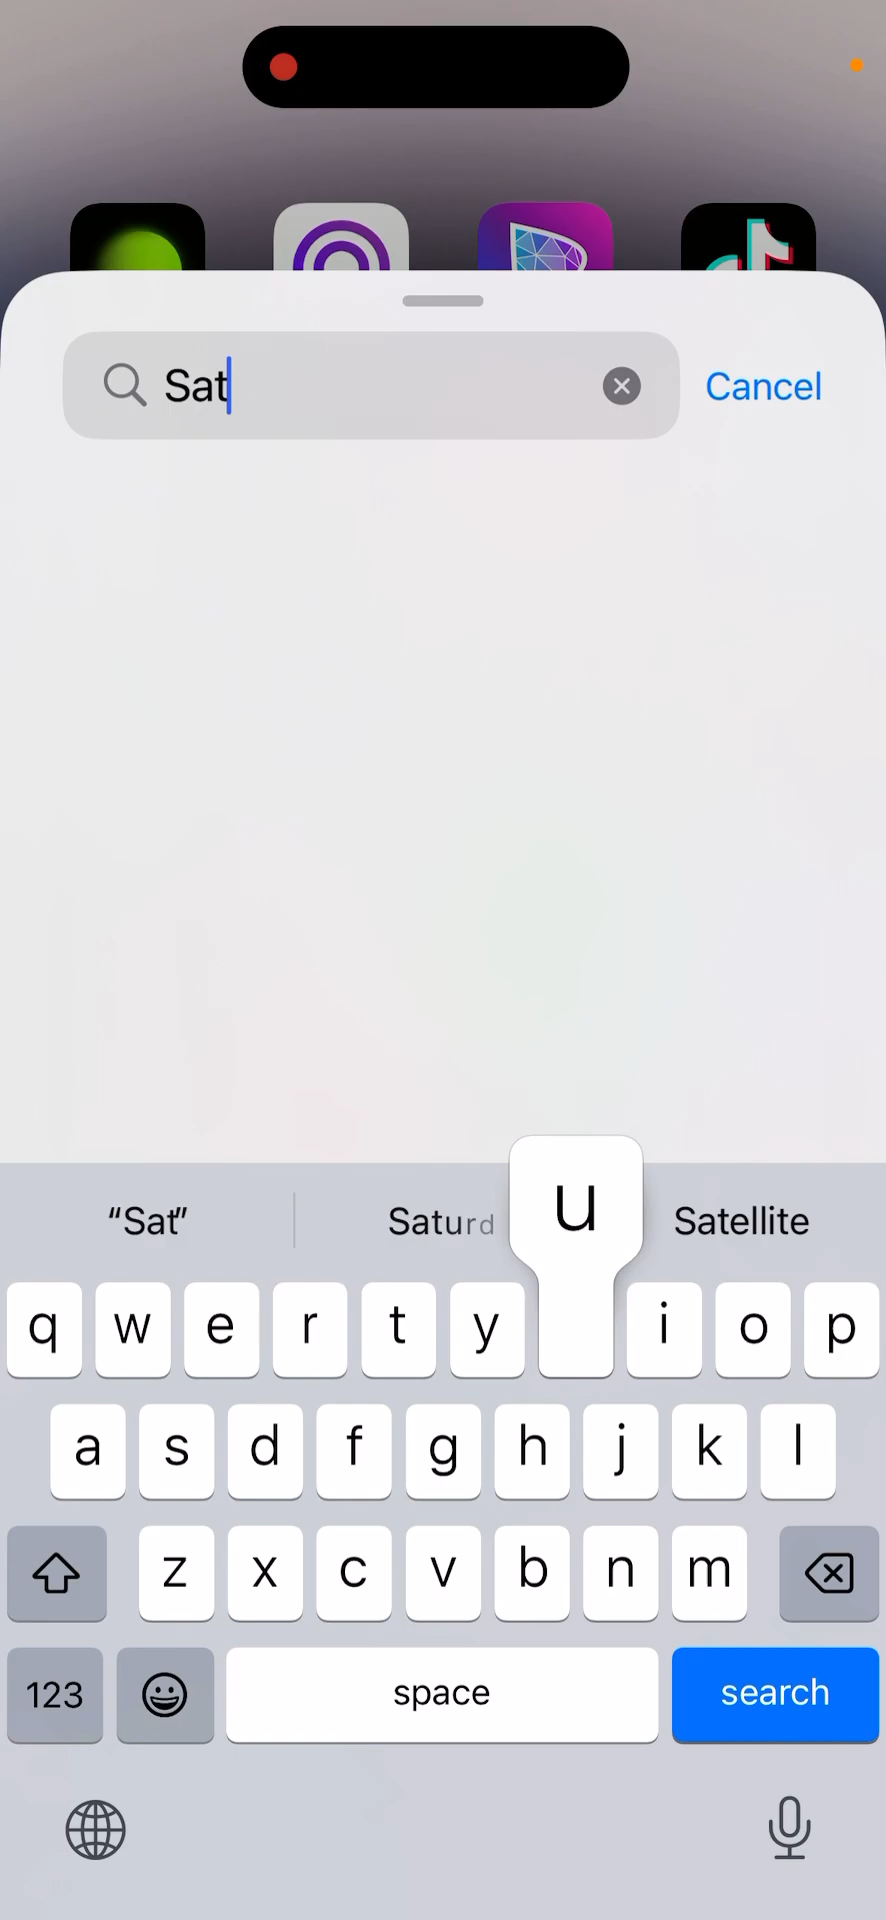 Sat
Cancel
“Sat” Saturd Satellite
u
q w e r t y i o p
a s d f g h j k l
z x c v b n m
123 space search